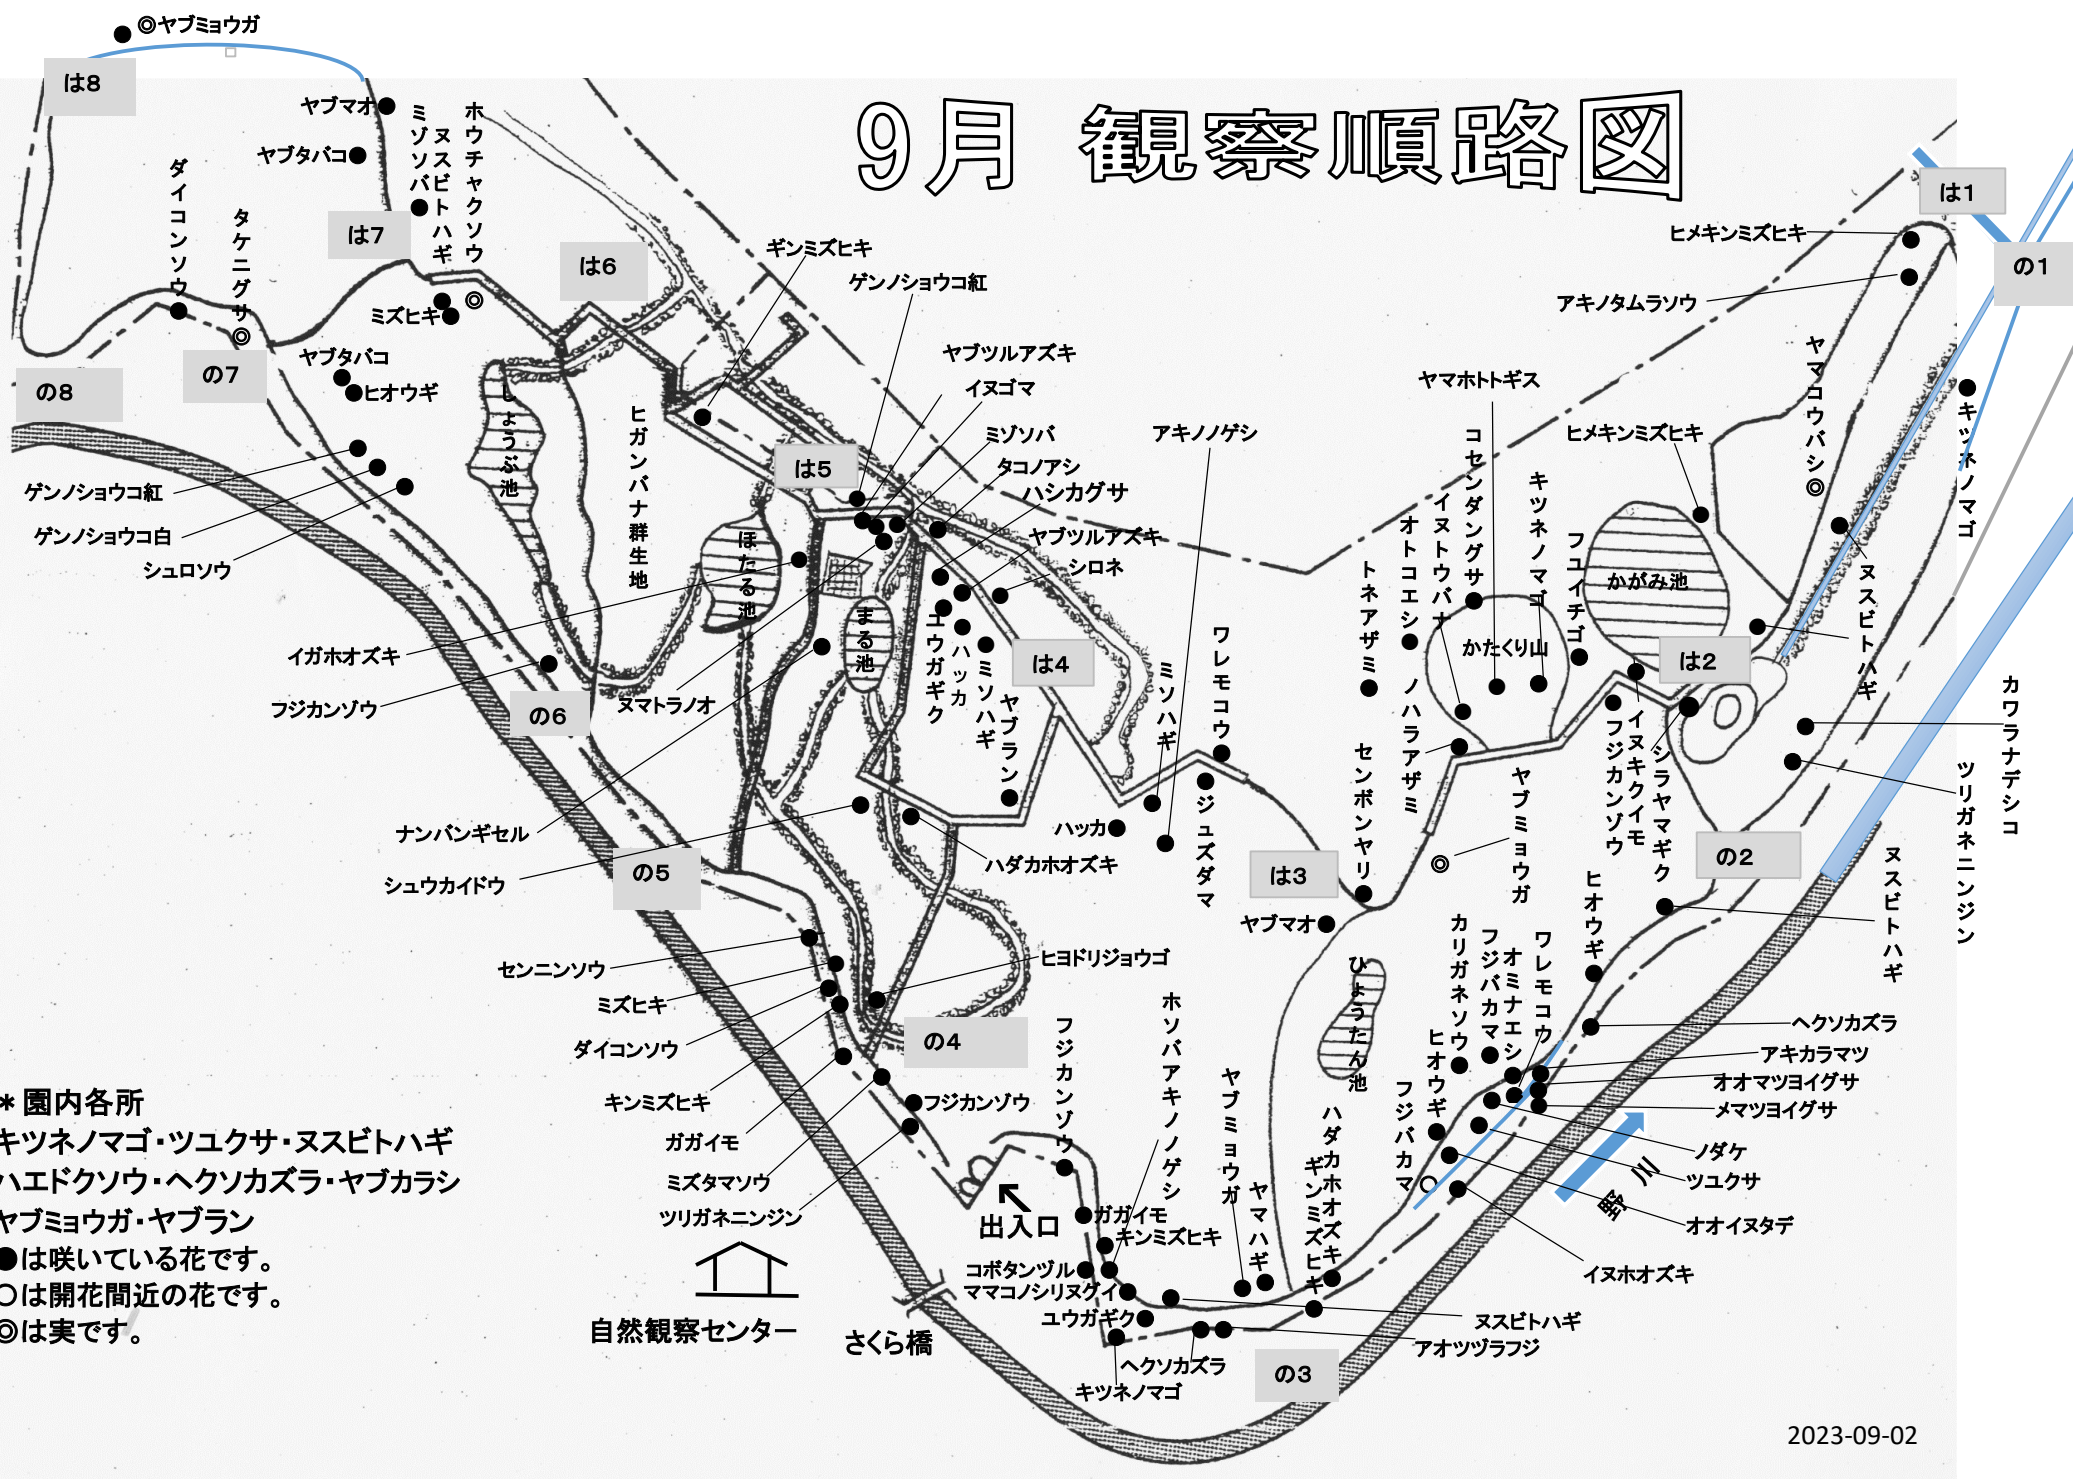 9月 観察順路図
◎ヤブミョウガ
は8
ヤブマオ
ヤブタバコ
ミゾソバ
ヌスビトハギ
ホウチャクソウ
ダイコンソウ
タケニグサ
◎
は7
は6
◎
ミズヒキ
の7
の8
ヤブタバコ
ヒオウギ
しょうぶ池
ヒガンバナ群生地
ゲンノショウコ紅
ゲンノショウコ白
シュロソウ
ギンミズヒキ
ゲンノショウコ紅
ヤブツルアズキ
イヌゴマ
ミゾソバ
タコノアシ
ハシカグサ
ヤブツルアズキ
シロネ
は5
ほたる池
まる池
アキノノゲシ
ヤマホトトギス
ヒメキンミズヒキ
は1
の1
ヒメキンミズヒキ
アキノタムラソウ
ヤマコウバシ◎
キツネノマゴ
コセンダングサ
イヌトウバナ
オトコエシ
トネアザミ
キツネノマゴ
フユイチゴ
かがみ池
かたくり山
ヌスビトハギ
は2
は4
イガホオズキ
フジカンゾウ
ヌマトラノオ
の6
ユウガギク
ハッカ
ミソハギ
ヤブラン
ミソハギ
ワレモコウ
ノハラアザミ
センボンヤリ
ジュズダマ
ハッカ
ヤブミョウガ
◎
フジカンゾウ
イヌキクイモ
シラヤマギク
カワラナデシコ
ツリガネニンジン
の2
ヌスビトハギ
ナンバンギセル
シュウカイドウ
の5
ハダカホオズキ
は3
ヤブマオ
ひょうたん池
ヒオウギ
カリガネソウ
フジバカマ
オミナエシ
ワレモコウ
ヒオウギ
フジバカマ
センニンソウ
ミズヒキ
ダイコンソウ
キンミズヒキ
ガガイモ
ミズタマソウ
ツリガネニンジン
ヒヨドリジョウゴ
の4
フジカンゾウ
フジカンゾウ
ホソバアキノノゲシ
ヤブミョウガ
ヤマハギ
ギンミズヒキ
ハダカホオズキ
ヘクソカズラ
アキカラマツ
オオマツヨイグサ
メマツヨイグサ
ノダケ
ツユクサ
オオイヌタデ
イヌホオズキ
野川
出入口
ガガイモ
キンミズヒキ
コボタンヅル
ママコノシリヌグイ
ユウガギク
ヘクソカズラ
キツネノマゴ
ヌスビトハギ
アオツヅラフジ
の3
自然観察センター
さくら橋
＊園内各所
キツネノマゴ・ツユクサ・ヌスビトハギ
ハエドクソウ・ヘクソカズラ・ヤブカラシ
ヤブミョウガ・ヤブラン
●は咲いている花です。
○は開花間近の花です。
◎は実です。
2023-09-02